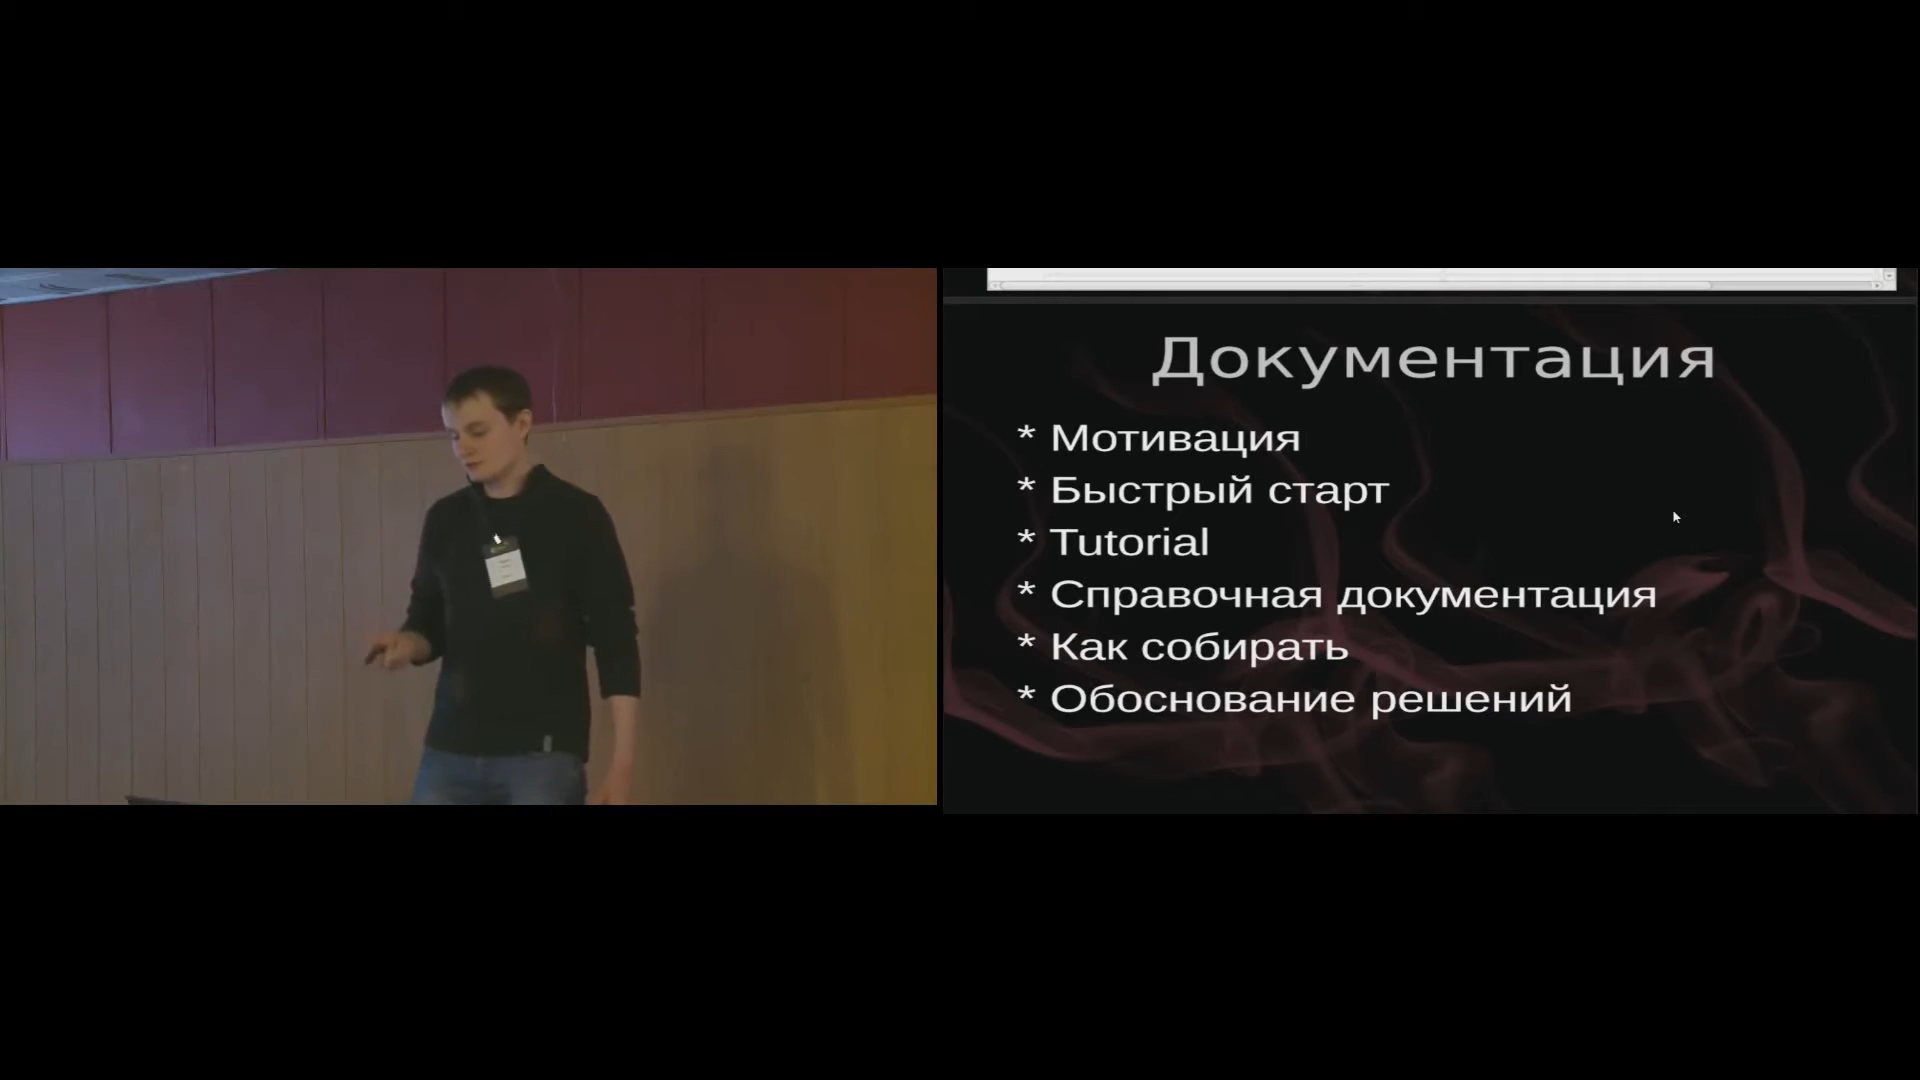 Документация
* Мотивация
* Быстрый старт
* Tutorial
* Справочная документация
* Как собирать
* Обоснование решений